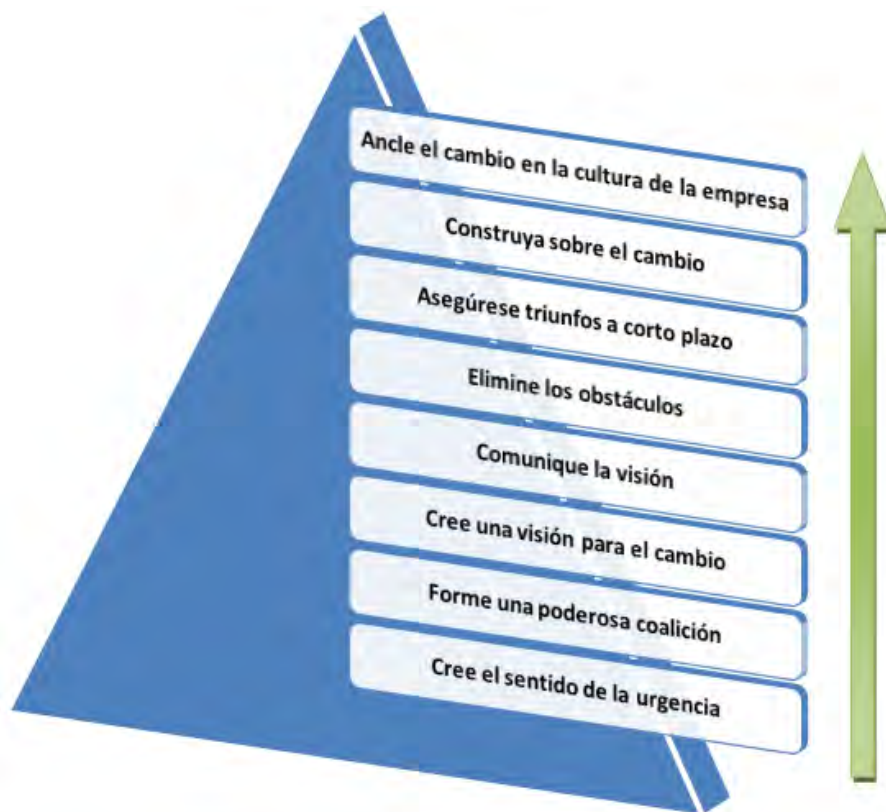 Ancle el cambio en la cultura de la empresa
Construya sobre el cambio
Asegúrese triunfos a corto plazo
Elimine los obstáculos
Comunique la visión
Cree una visión para el cambio
Forme una poderosa coalición
Cree el sentido de la urgencia